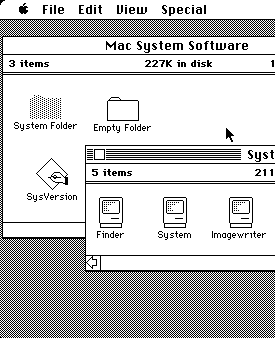 File Edit View Special
Mac System Software
3 items 227K in disk 1
System Folder Empty Folder
SysVersion
Syst
5 items 211
Finder System Imagewriter